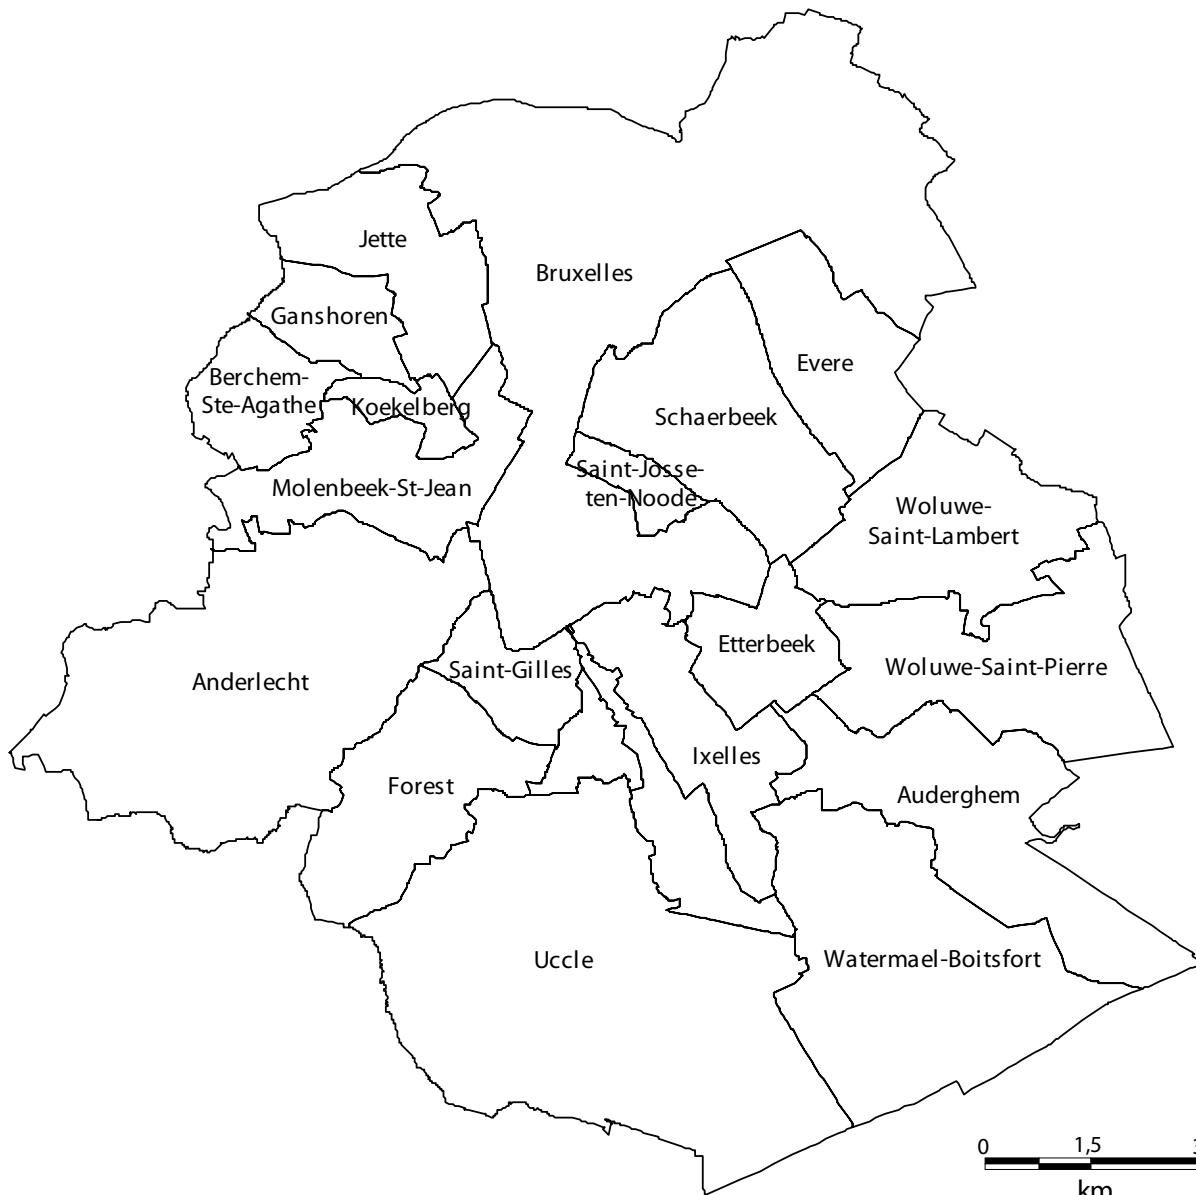 Jette
Bruxelles
Ganshoren
Evere
Berchem-
Ste-Agathe
Koekelberg
Schaerbeek
Saint-Josse-
ten-Noode
Molenbeek-St-Jean
Woluwe-
Saint-Lambert
Etterbeek
Woluwe-Saint-Pierre
Saint-Gilles
Anderlecht
Ixelles
Forest
Auderghem
Uccle
Watermael-Boitsfort
0 1,5 3
km